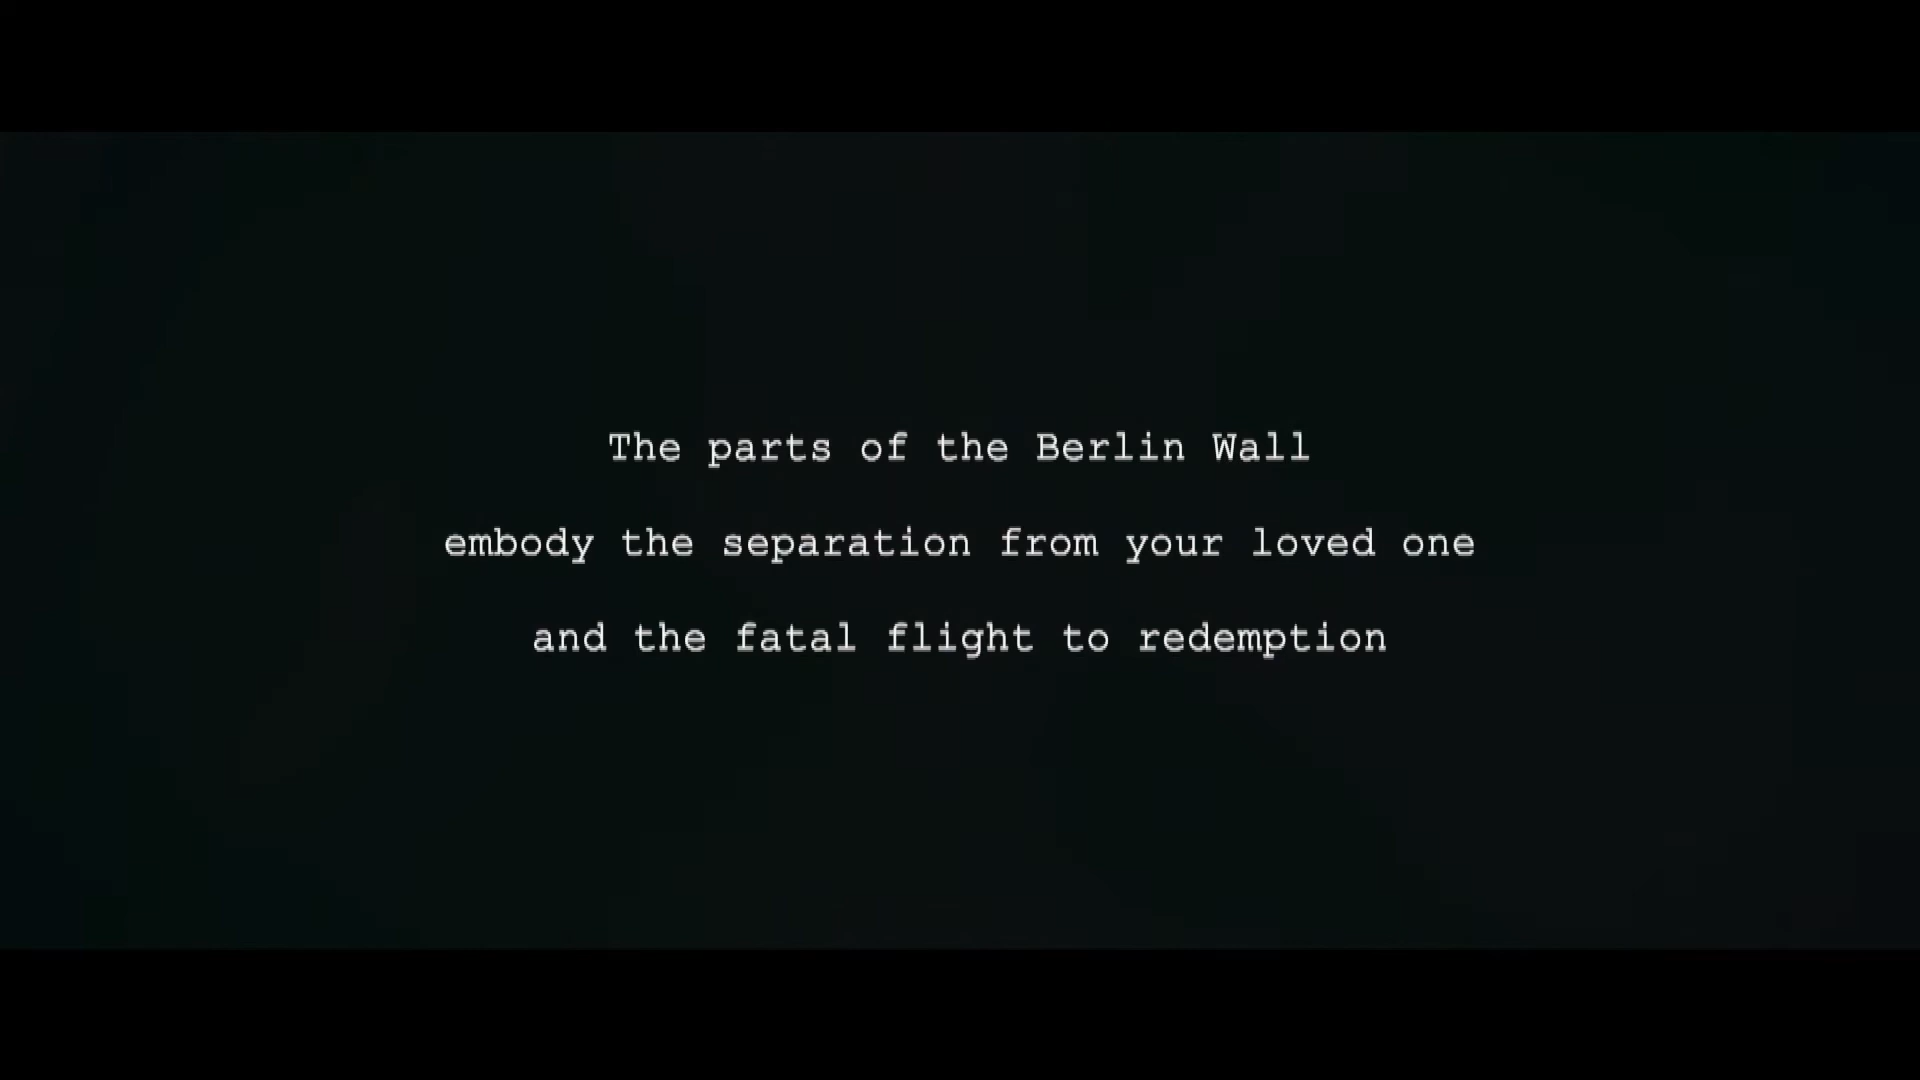 The parts of the Berlin Wall
embody the separation from your loved one
and the fatal flight to redemption